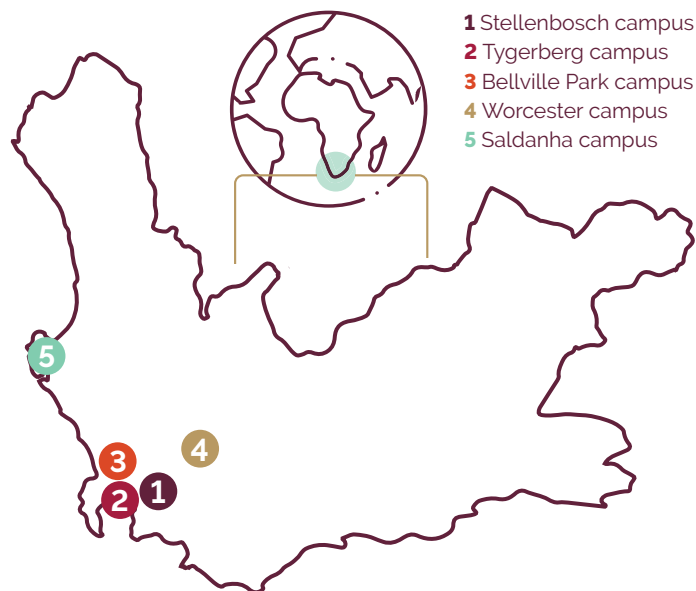 1 Stellenbosch campus
2 Tygerberg campus
3 Bellville Park campus
4 Worcester campus
5 Saldanha campus
5
4
3
1
2